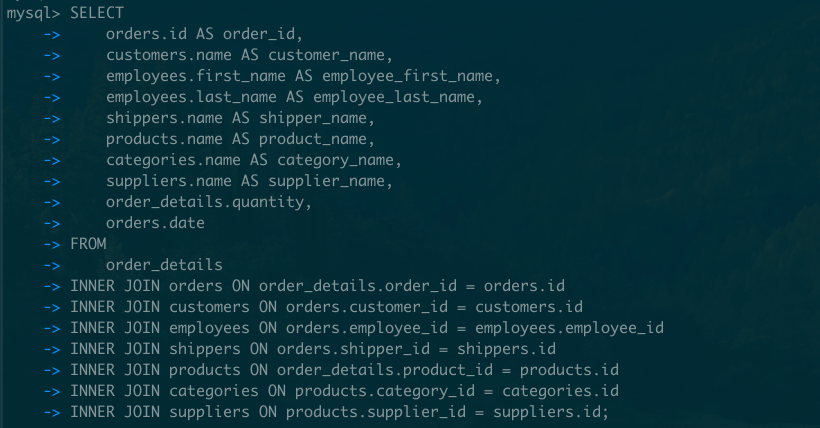 mysql> SELECT
    ->     orders.id AS order_id,
    ->     customers.name AS customer_name,
    ->     employees.first_name AS employee_first_name,
    ->     employees.last_name AS employee_last_name,
    ->     shippers.name AS shipper_name,
    ->     products.name AS product_name,
    ->     categories.name AS category_name,
    ->     suppliers.name AS supplier_name,
    ->     order_details.quantity,
    ->     orders.date
    -> FROM
    ->     order_details
    -> INNER JOIN orders ON order_details.order_id = orders.id
    -> INNER JOIN customers ON orders.customer_id = customers.id
    -> INNER JOIN employees ON orders.employee_id = employees.employee_id
    -> INNER JOIN shippers ON orders.shipper_id = shippers.id
    -> INNER JOIN products ON order_details.product_id = products.id
    -> INNER JOIN categories ON products.category_id = categories.id
    -> INNER JOIN suppliers ON products.supplier_id = suppliers.id;